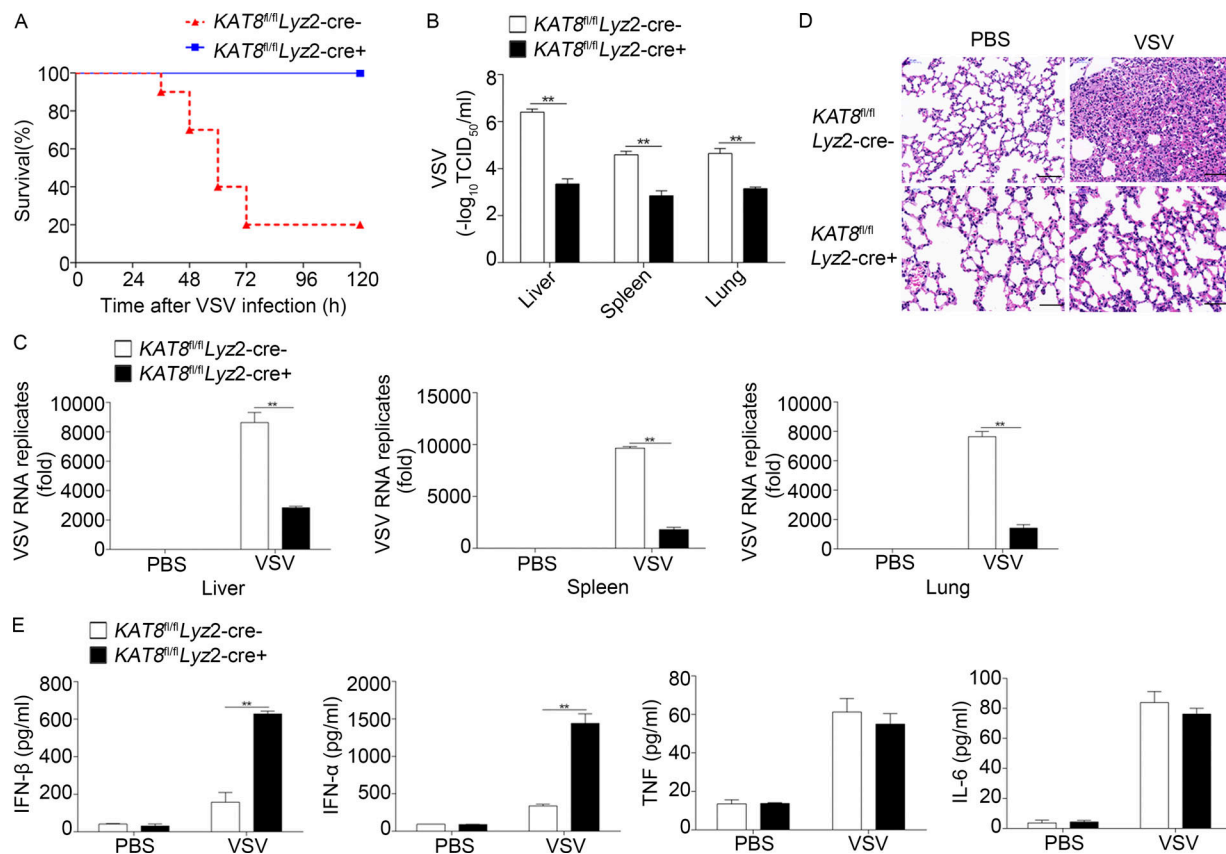 A
KAT8fl/flLyz2-cre-
KAT8fl/flLyz2-cre+
Survival(%)
100
80
60
40
20
0
0 24 48 72 96 120
Time after VSV infection (h)
B
KAT8fl/flLyz2-cre-
KAT8fl/flLyz2-cre+
VSV
(-log10 TCID50/ml)
9
6
4
2
0
** ** **
Liver Spleen Lung
D
PBS VSV
KAT8fl/fl
Lyz2-cre-
KAT8fl/fl
Lyz2-cre+
C
KAT8fl/flLyz2-cre-
KAT8fl/flLyz2-cre+
VSV RNA replicates
(fold)
10000
8000
6000
4000
2000
0
**
PBS VSV
Liver
VSV RNA replicates
(fold)
15000
10000
5000
0
**
PBS VSV
Spleen
VSV RNA replicates
(fold)
10000
8000
6000
4000
2000
0
**
PBS VSV
Lung
E
KAT8fl/flLyz2-cre-
KAT8fl/flLyz2-cre+
IFN-β (pg/ml)
800
600
400
200
0
**
PBS VSV
IFN-α (pg/ml)
2000
1500
1000
500
0
**
PBS VSV
TNF (pg/ml)
80
60
40
20
0
PBS VSV
IL-6 (pg/ml)
100
80
60
40
20
0
PBS VSV